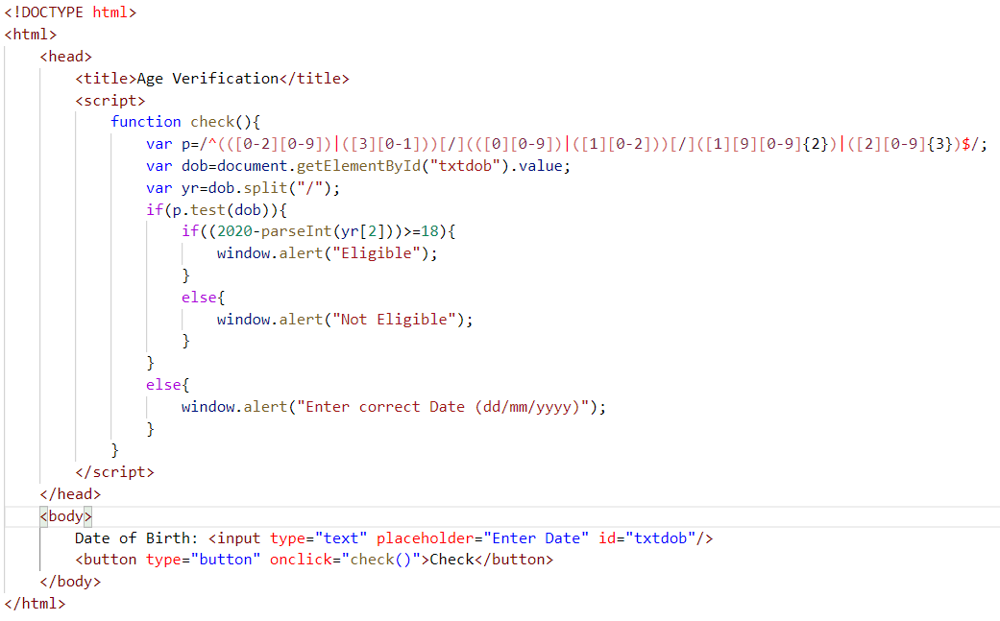 <!DOCTYPE html>
<html>
    <head>
        <title>Age Verification</title>
        <script>
            function check(){
                var p=/^(([0-2][0-9])|([3][0-1]))[/](([0][0-9])|([1][0-2]))[/]([1][9][0-9]{2})|([2][0-9]{3})$/;
                var dob=document.getElementById("txtdob").value;
                var yr=dob.split("/");
                if(p.test(dob)){
                    if((2020-parseInt(yr[2]))>=18){
                        window.alert("Eligible");
                    }
                    else{
                        window.alert("Not Eligible");
                    }
                }
                else{
                    window.alert("Enter correct Date (dd/mm/yyyy)");
                }
            }
        </script>
    </head>
    <body>
        Date of Birth: <input type="text" placeholder="Enter Date" id="txtdob"/>
        <button type="button" onclick="check()">Check</button>
    </body>
</html>